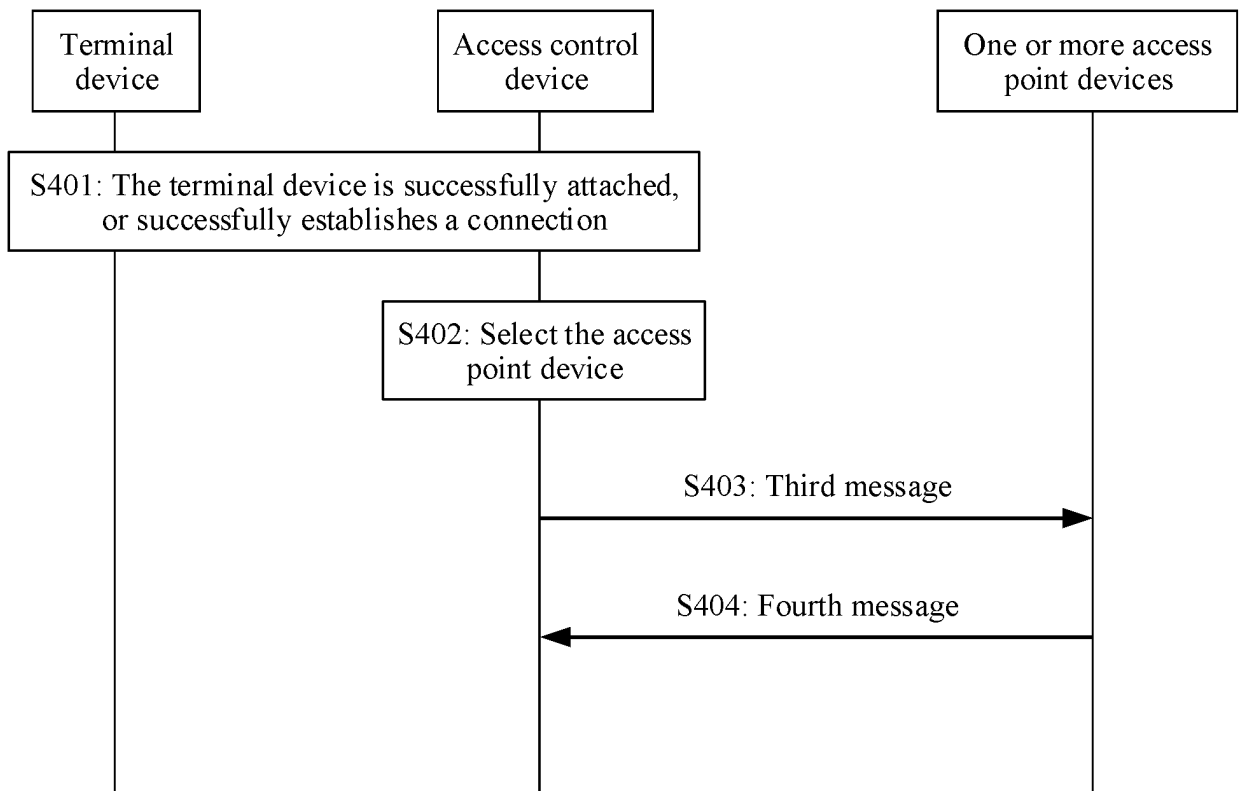 Terminal
device
Access control
device
One or more access
point devices
S401: The terminal device is successfully attached,
or successfully establishes a connection
S402: Select the access
point device
S403: Third message
S404: Fourth message